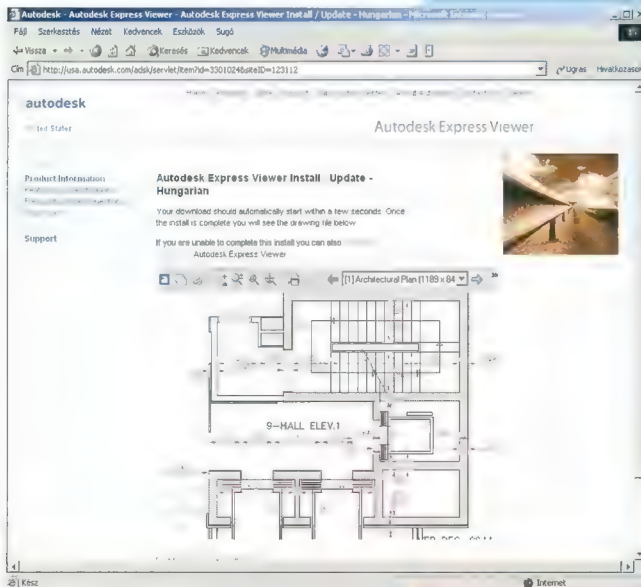 Autodesk - Autodesk Express Viewer - Autodesk Express Viewer Install / Update - Hungarian -
Fájl Szerkesztés Nézet Kedvencek Eszközök Súgó
Vissza Keresés Kedvencek Multimédia
Cím http://usa.autodesk.com/adsk/servlet/item?id=3301024&siteID=123112 Ugrás Hivatkozások
autodesk
States
Autodesk Express Viewer
Product Information
Support
Autodesk Express Viewer Install Update -
Hungarian
Your download should automatically start within a few seconds Once
the install is complete you will see the drawing file below
If you are unable to complete this install you can also
Autodesk Express Viewer
[1] Architectural Plan [1189 x 84
9-HALL ELEV.1
Kész Internet